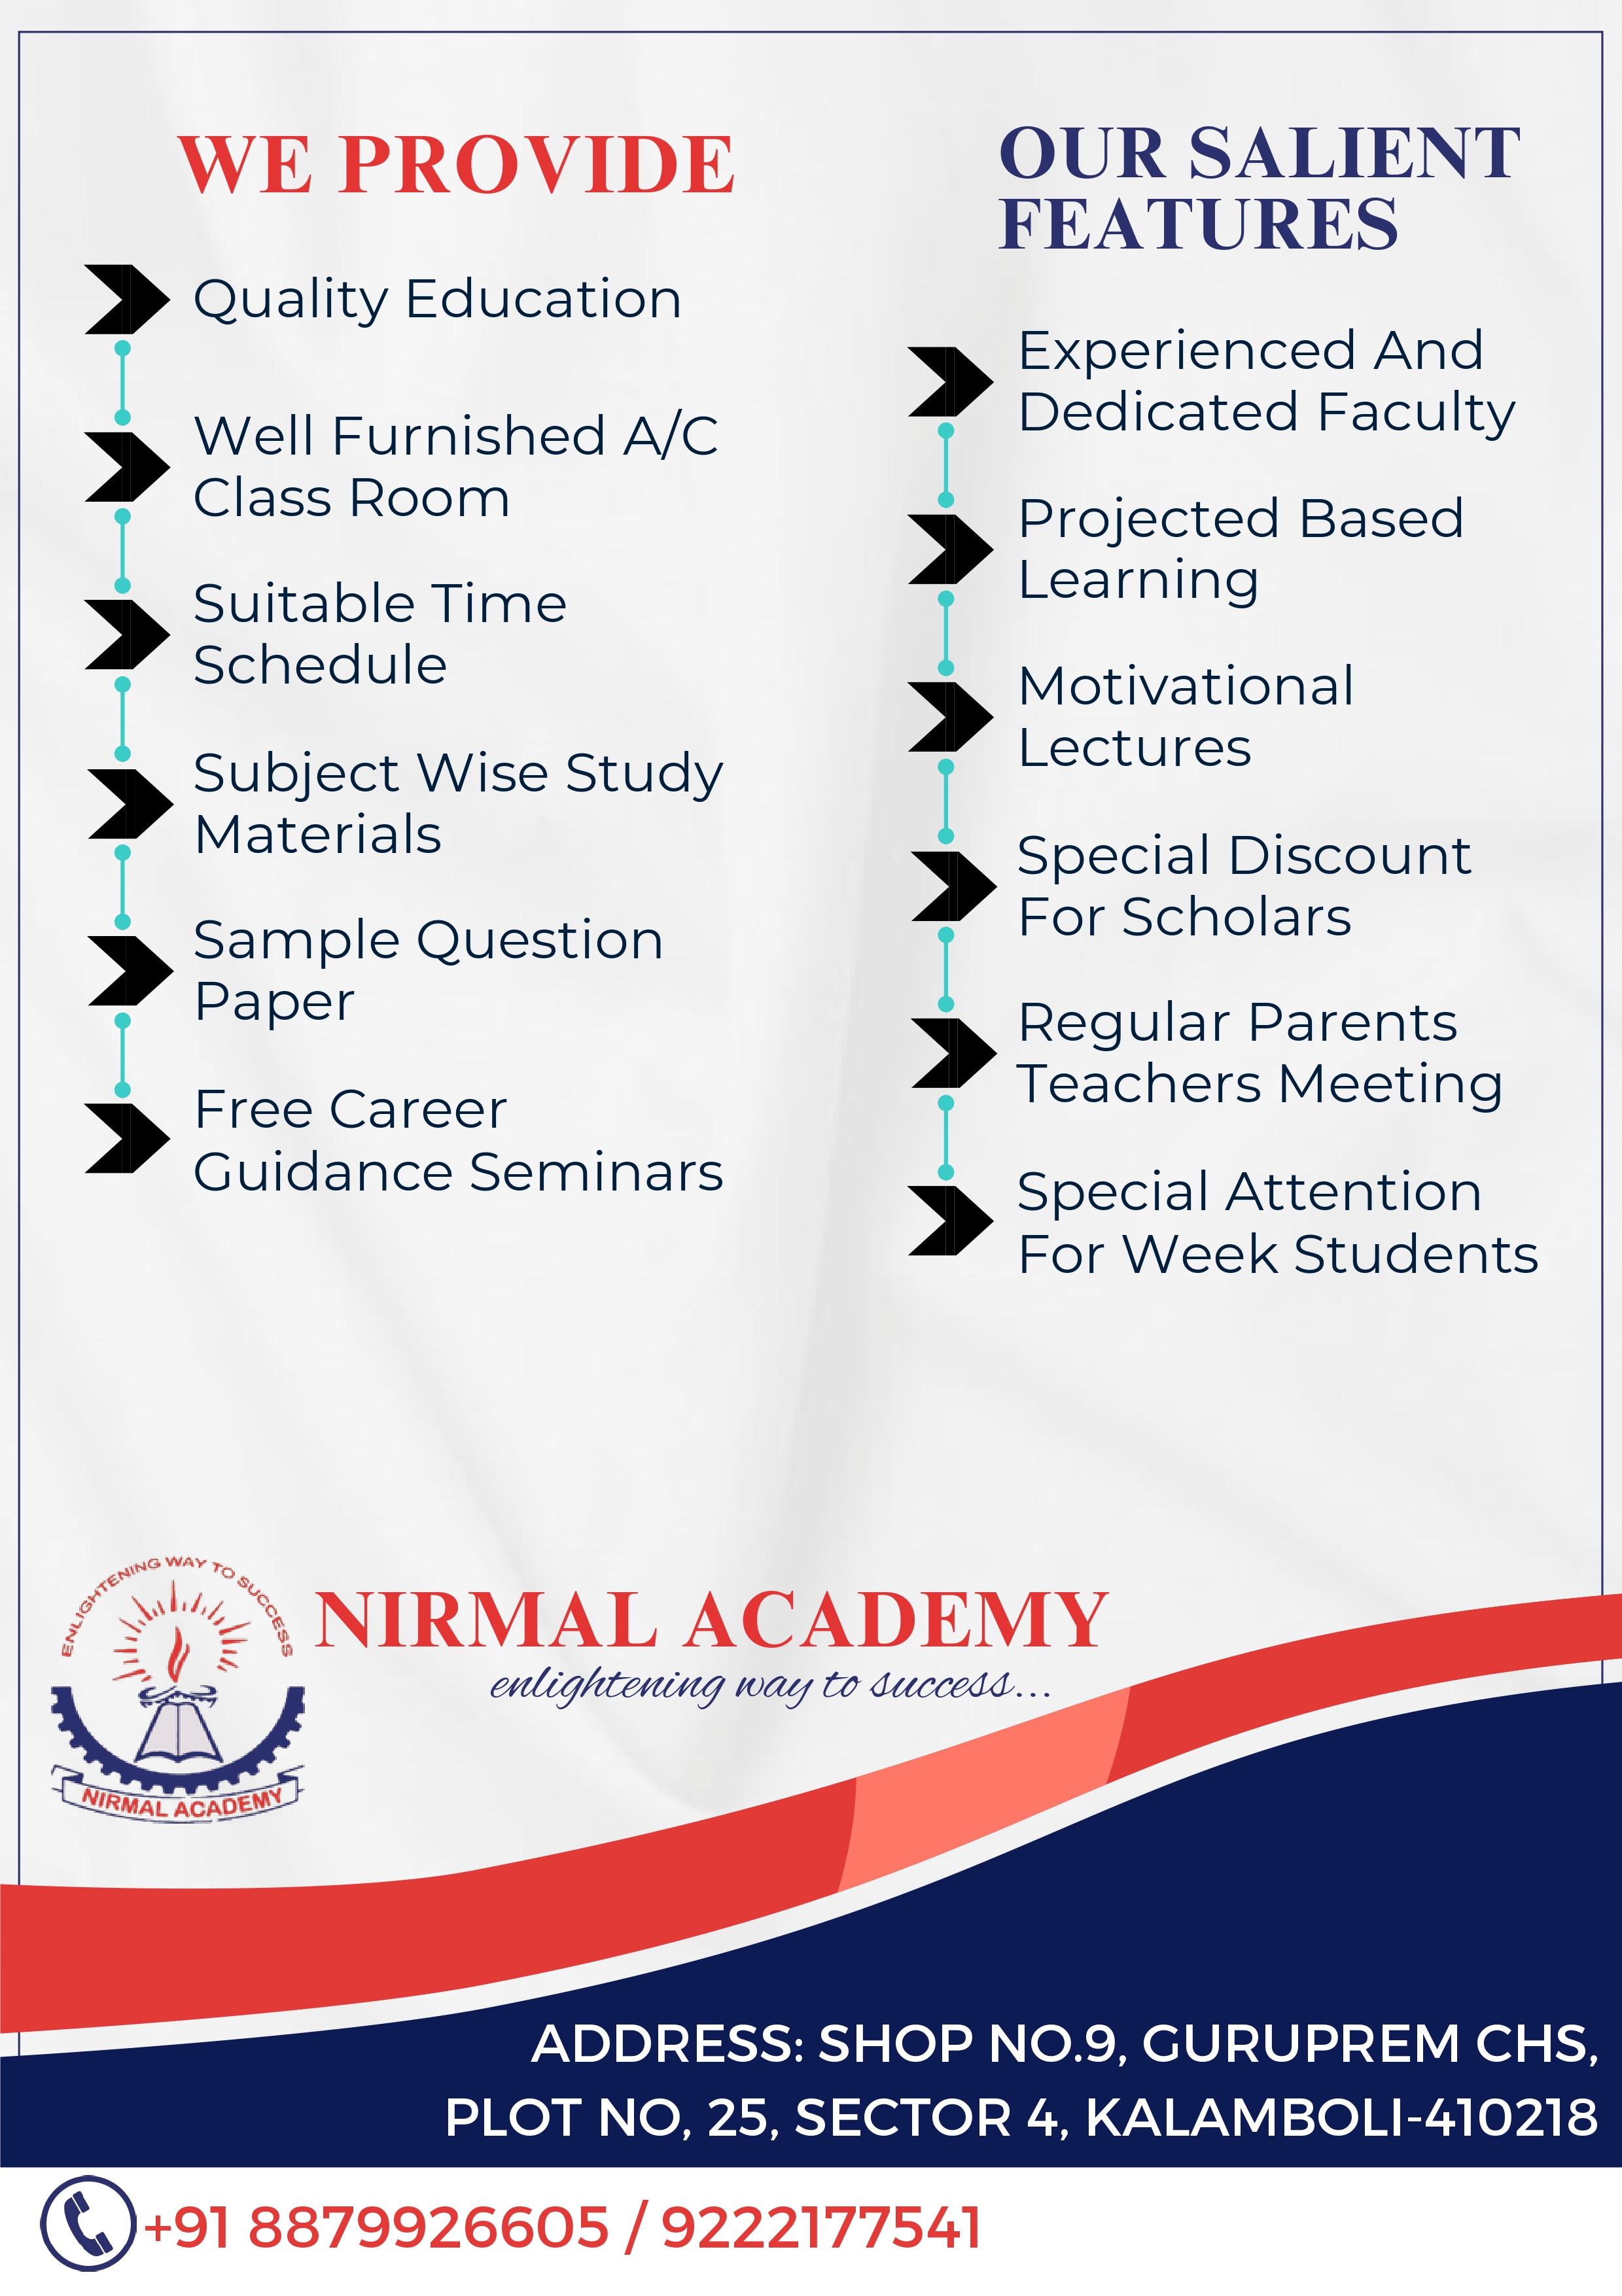 WE PROVIDE
Quality Education
Well Furnished A/C
Class Room
Suitable Time
Schedule
Subject Wise Study
Materials
Sample Question
Paper
Free Career
Guidance Seminars
OUR SALIENT
FEATURES
Experienced And
Dedicated Faculty
Projected Based
Learning
Motivational
Lectures
Special Discount
For Scholars
Regular Parents
Teachers Meeting
Special Attention
For Week Students
ENLIGHTENING WAY TO SUCCESS
NIRMAL ACADEMY
NIRMAL ACADEMY
enlightening way to success...
ADDRESS: SHOP NO.9, GURUPREM CHS,
PLOT NO, 25, SECTOR 4, KALAMBOLI-410218
+91 8879926605 / 9222177541